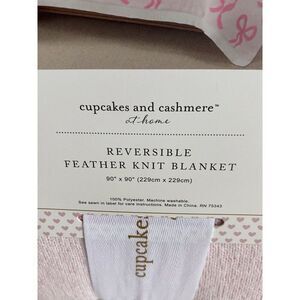 cupcakes and cashmere™
at home
REVERSIBLE
FEATHER KNIT BLANKET
90" x 90" (229cm x 229cm)
100% Polyester. Machine washable.
See sewn in label for care instructions. Made in China. RN 75343
cupcakes